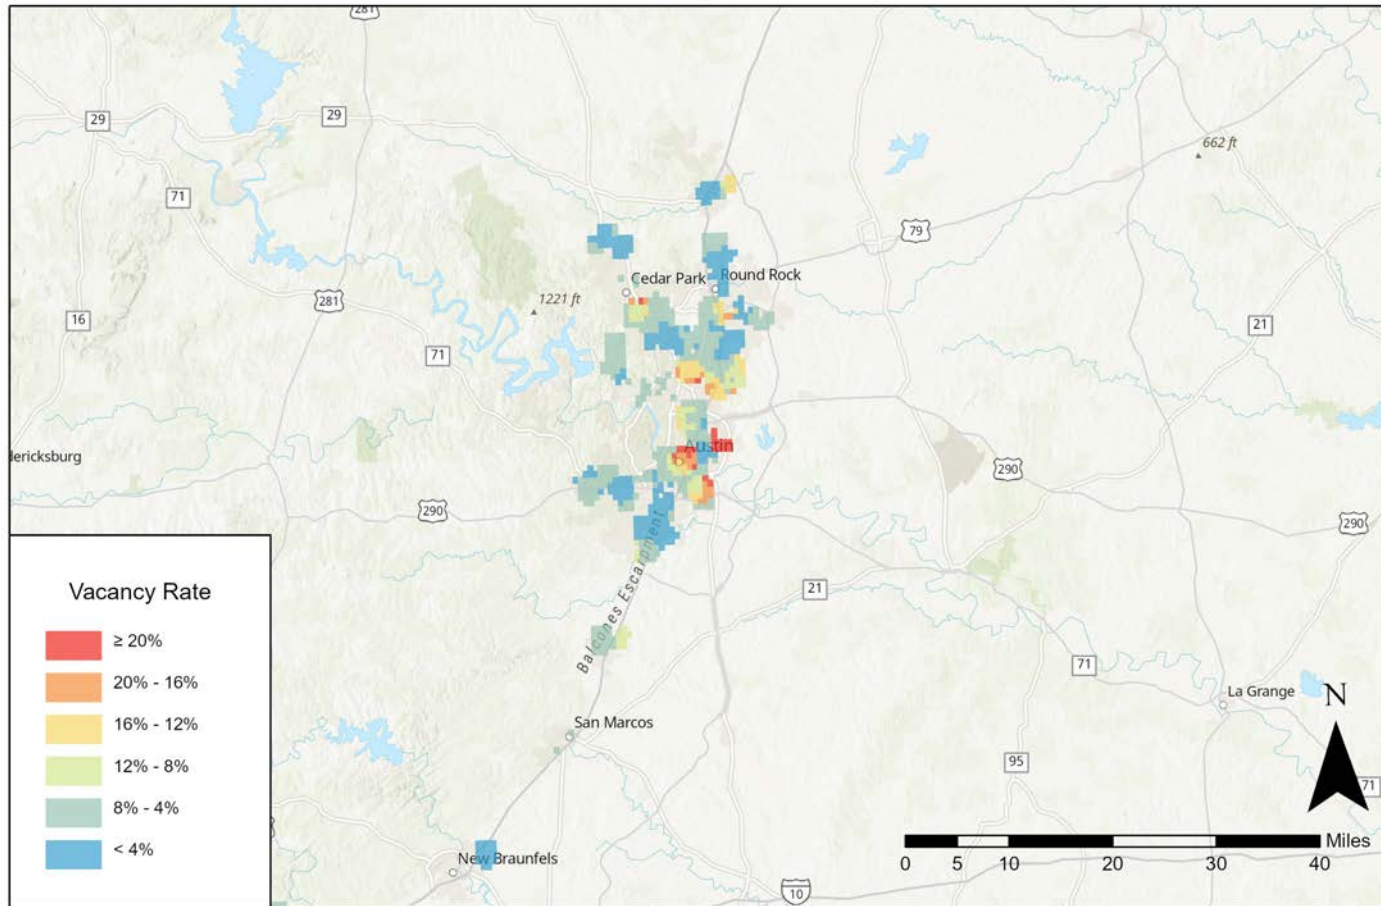 281
29
29
662 ft
71
79
Cedar Park
Round Rock
1221 ft
281
16
21
71
Austin
dericksburg
290
290
290
Balcones Escarpment
Vacancy Rate
≥ 20%
20% - 16%
16% - 12%
12% - 8%
8% - 4%
< 4%
21
71
La Grange
N
San Marcos
95
71
Miles
0 5 10 20 30 40
New Braunfels
10